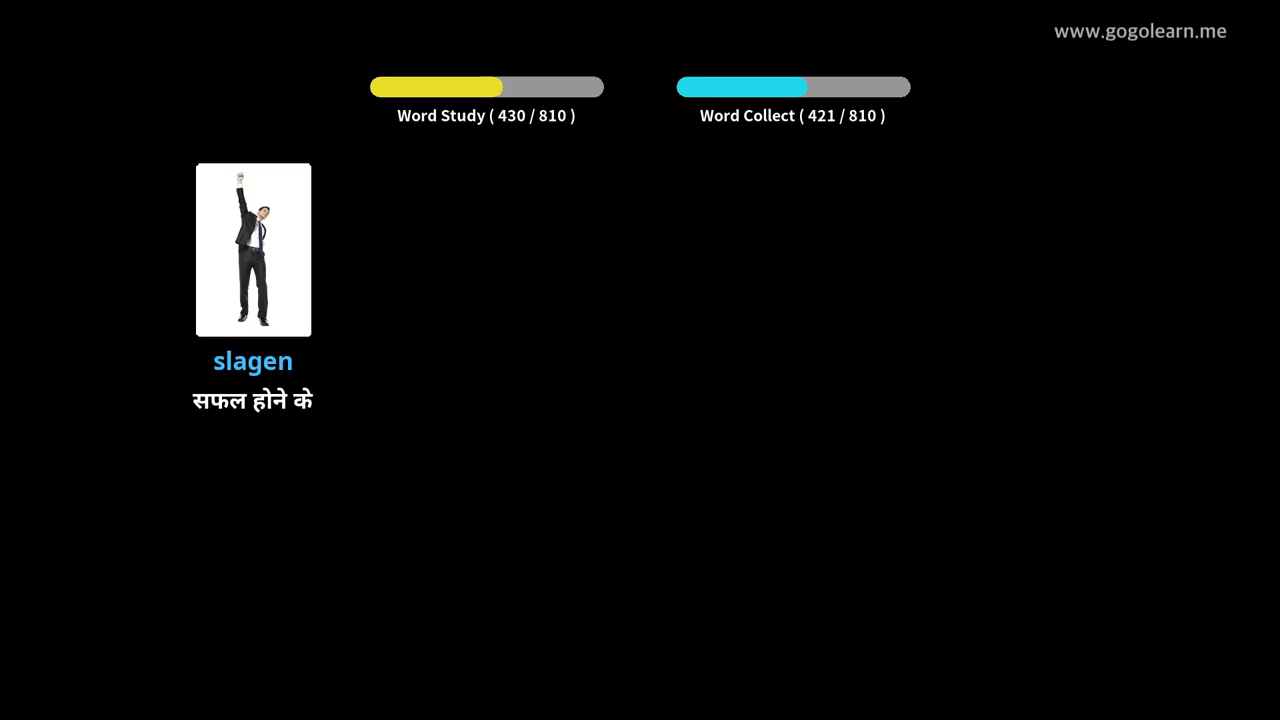 www.gogolearn.me
Word Study ( 430 / 810 )
Word Collect ( 421 / 810 )
slagen
सफल होने के